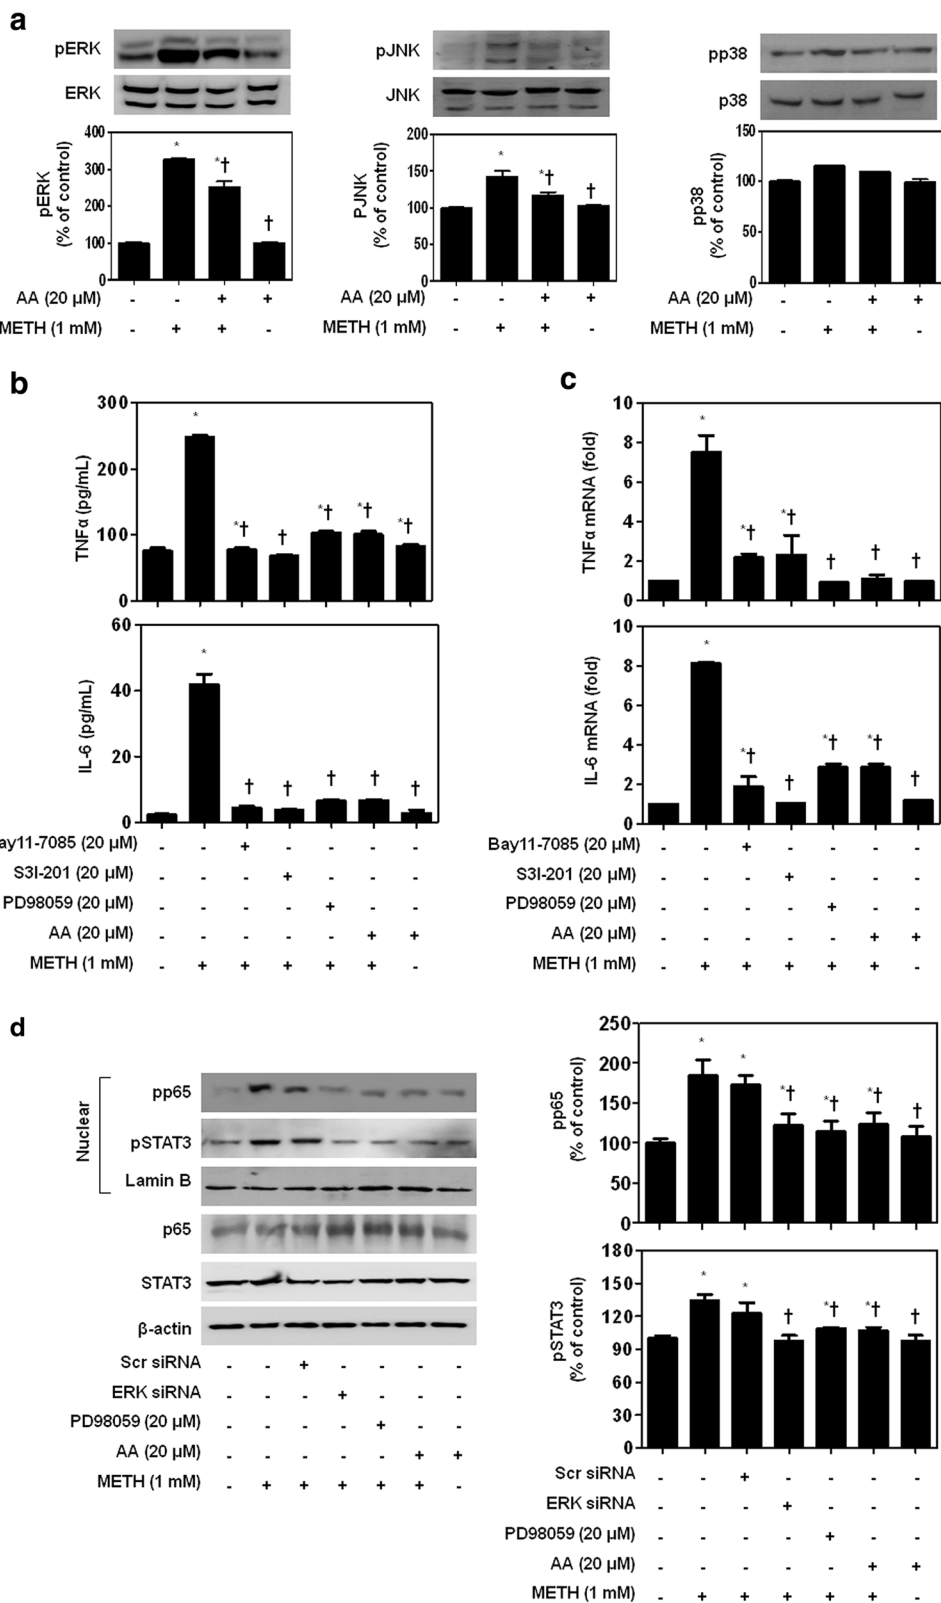 a
pERK
ERK
pERK
(% of control)
400
300
200
100
0
* *† †
AA (20 µM) - - + +
METH (1 mM) - + + -
pJNK
JNK
PJNK
(% of control)
200
150
100
50
0
* *† †
AA (20 µM) - - + +
METH (1 mM) - + + -
pp38
p38
pp38
(% of control)
150
100
50
0
AA (20 µM) - - + +
METH (1 mM) - + + -
b
TNFα (pg/mL)
300
200
100
0
* *† † *† *† *†
IL-6 (pg/mL)
60
40
20
0
* † † † † †
ay11-7085 (20 µM) - - + - - - -
S3I-201 (20 µM) - - - + - - -
PD98059 (20 µM) - - - - + - -
AA (20 µM) - - - - - + +
METH (1 mM) - + + + + + -
c
TNFα mRNA (fold)
10
8
6
4
2
0
* *† *† † † †
IL-6 mRNA (fold)
10
8
6
4
2
0
* *† † *† *† †
Bay11-7085 (20 µM) - - + - - - -
S3I-201 (20 µM) - - - + - - -
PD98059 (20 µM) - - - - + - -
AA (20 µM) - - - - - + +
METH (1 mM) - + + + + + -
d
Nuclear
pp65
pSTAT3
Lamin B
p65
STAT3
β-actin
Scr siRNA - - + - - - -
ERK siRNA - - - + - - -
PD98059 (20 µM) - - - - + - -
AA (20 µM) - - - - - + +
METH (1 mM) - + + + + + -
pp65
(% of control)
250
200
150
100
50
0
* * *† *† *† †
pSTAT3
(% of control)
180
150
120
90
60
30
0
* * † *† *† †
Scr siRNA - - + - - - -
ERK siRNA - - - + - - -
PD98059 (20 µM) - - - - + - -
AA (20 µM) - - - - - + +
METH (1 mM) - + + + + + -